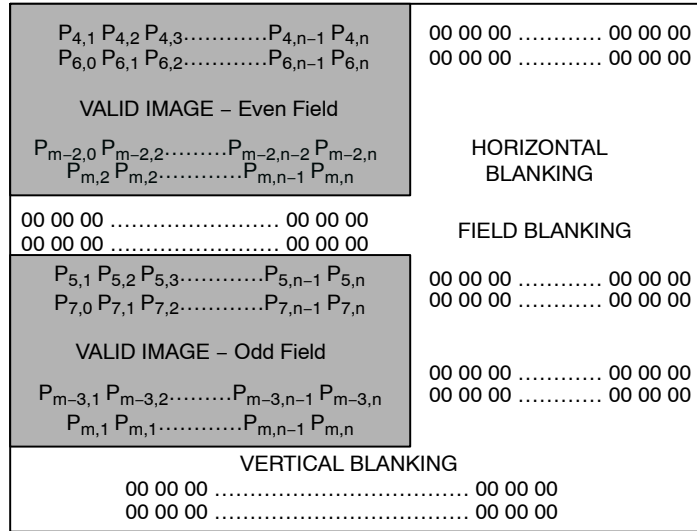 P4,1 P4,2 P4,3............P4,n−1 P4,n 00 00 00 ............ 00 00 00
P6,0 P6,1 P6,2............P6,n−1 P6,n 00 00 00 ............ 00 00 00
VALID IMAGE − Even Field
Pm−2,0 Pm−2,2.........Pm−2,n−2 Pm−2,n
Pm,2 Pm,2............Pm,n−1 Pm,n
HORIZONTAL
BLANKING
00 00 00 ........................ 00 00 00
00 00 00 ........................ 00 00 00
FIELD BLANKING
P5,1 P5,2 P5,3............P5,n−1 P5,n 00 00 00 ............ 00 00 00
P7,0 P7,1 P7,2............P7,n−1 P7,n 00 00 00 ............ 00 00 00
VALID IMAGE − Odd Field
Pm−3,1 Pm−3,2.........Pm−3,n−1 Pm−3,n 00 00 00 ............ 00 00 00
Pm,1 Pm,1............Pm,n−1 Pm,n 00 00 00 ............ 00 00 00
VERTICAL BLANKING
00 00 00 .................................... 00 00 00
00 00 00 .................................... 00 00 00